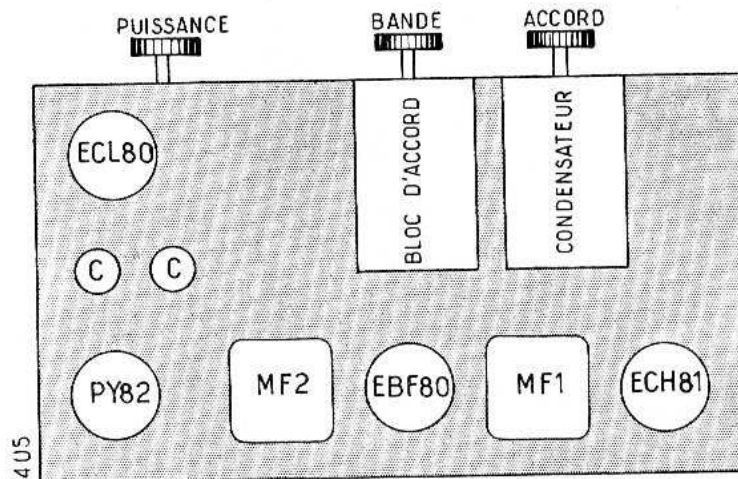 PUISSANCE
BANDE
ACCORD
ECL80
BLOC D'ACCORD
CONDENSATEUR
C
C
PY82
MF2
EBF80
MF1
ECH81
4U5